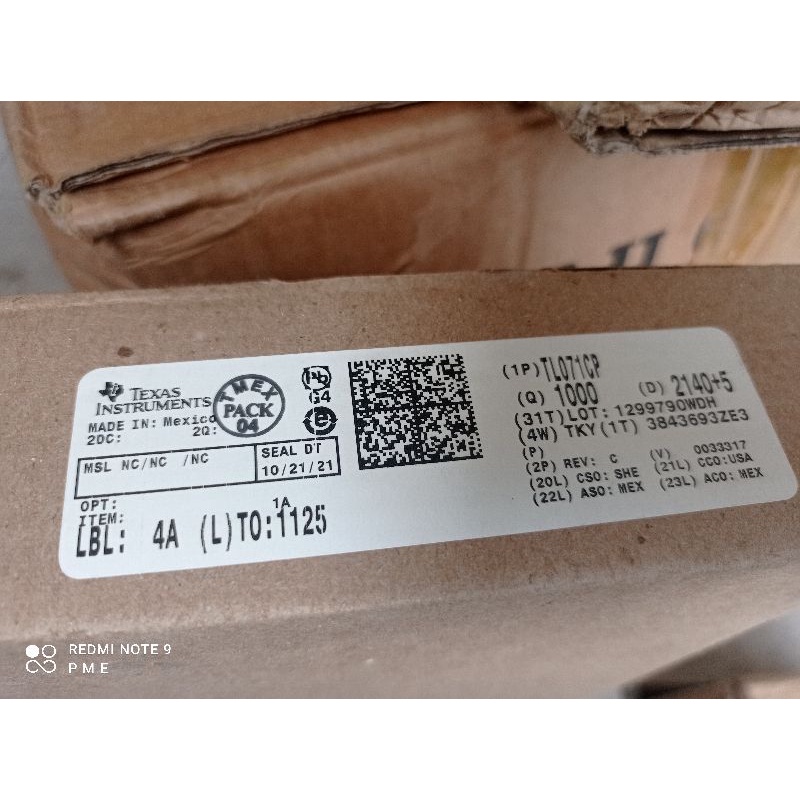 TEXAS
INSTRUMENTS
MADE IN: Mexico
2DC: 2Q:
TMEX
PACK
04
Pb
G4
e
MSL NC/NC /NC
SEAL DT
10/21/21
OPT:
ITEM: 1A
LBL: 4A (L)TO:1125
(1P)TL071CP
(Q) 1000 (D) 2140+5
(31T)LOT: 1299790WDH
(4W) TKY(1T) 3843693ZE3
(P)
(2P) REV: C (V) 0033317
(20L) CSO: SHE (21L) CCO:USA
(22L) ASO: MEX (23L) ACO: MEX
REDMI NOTE 9
PME